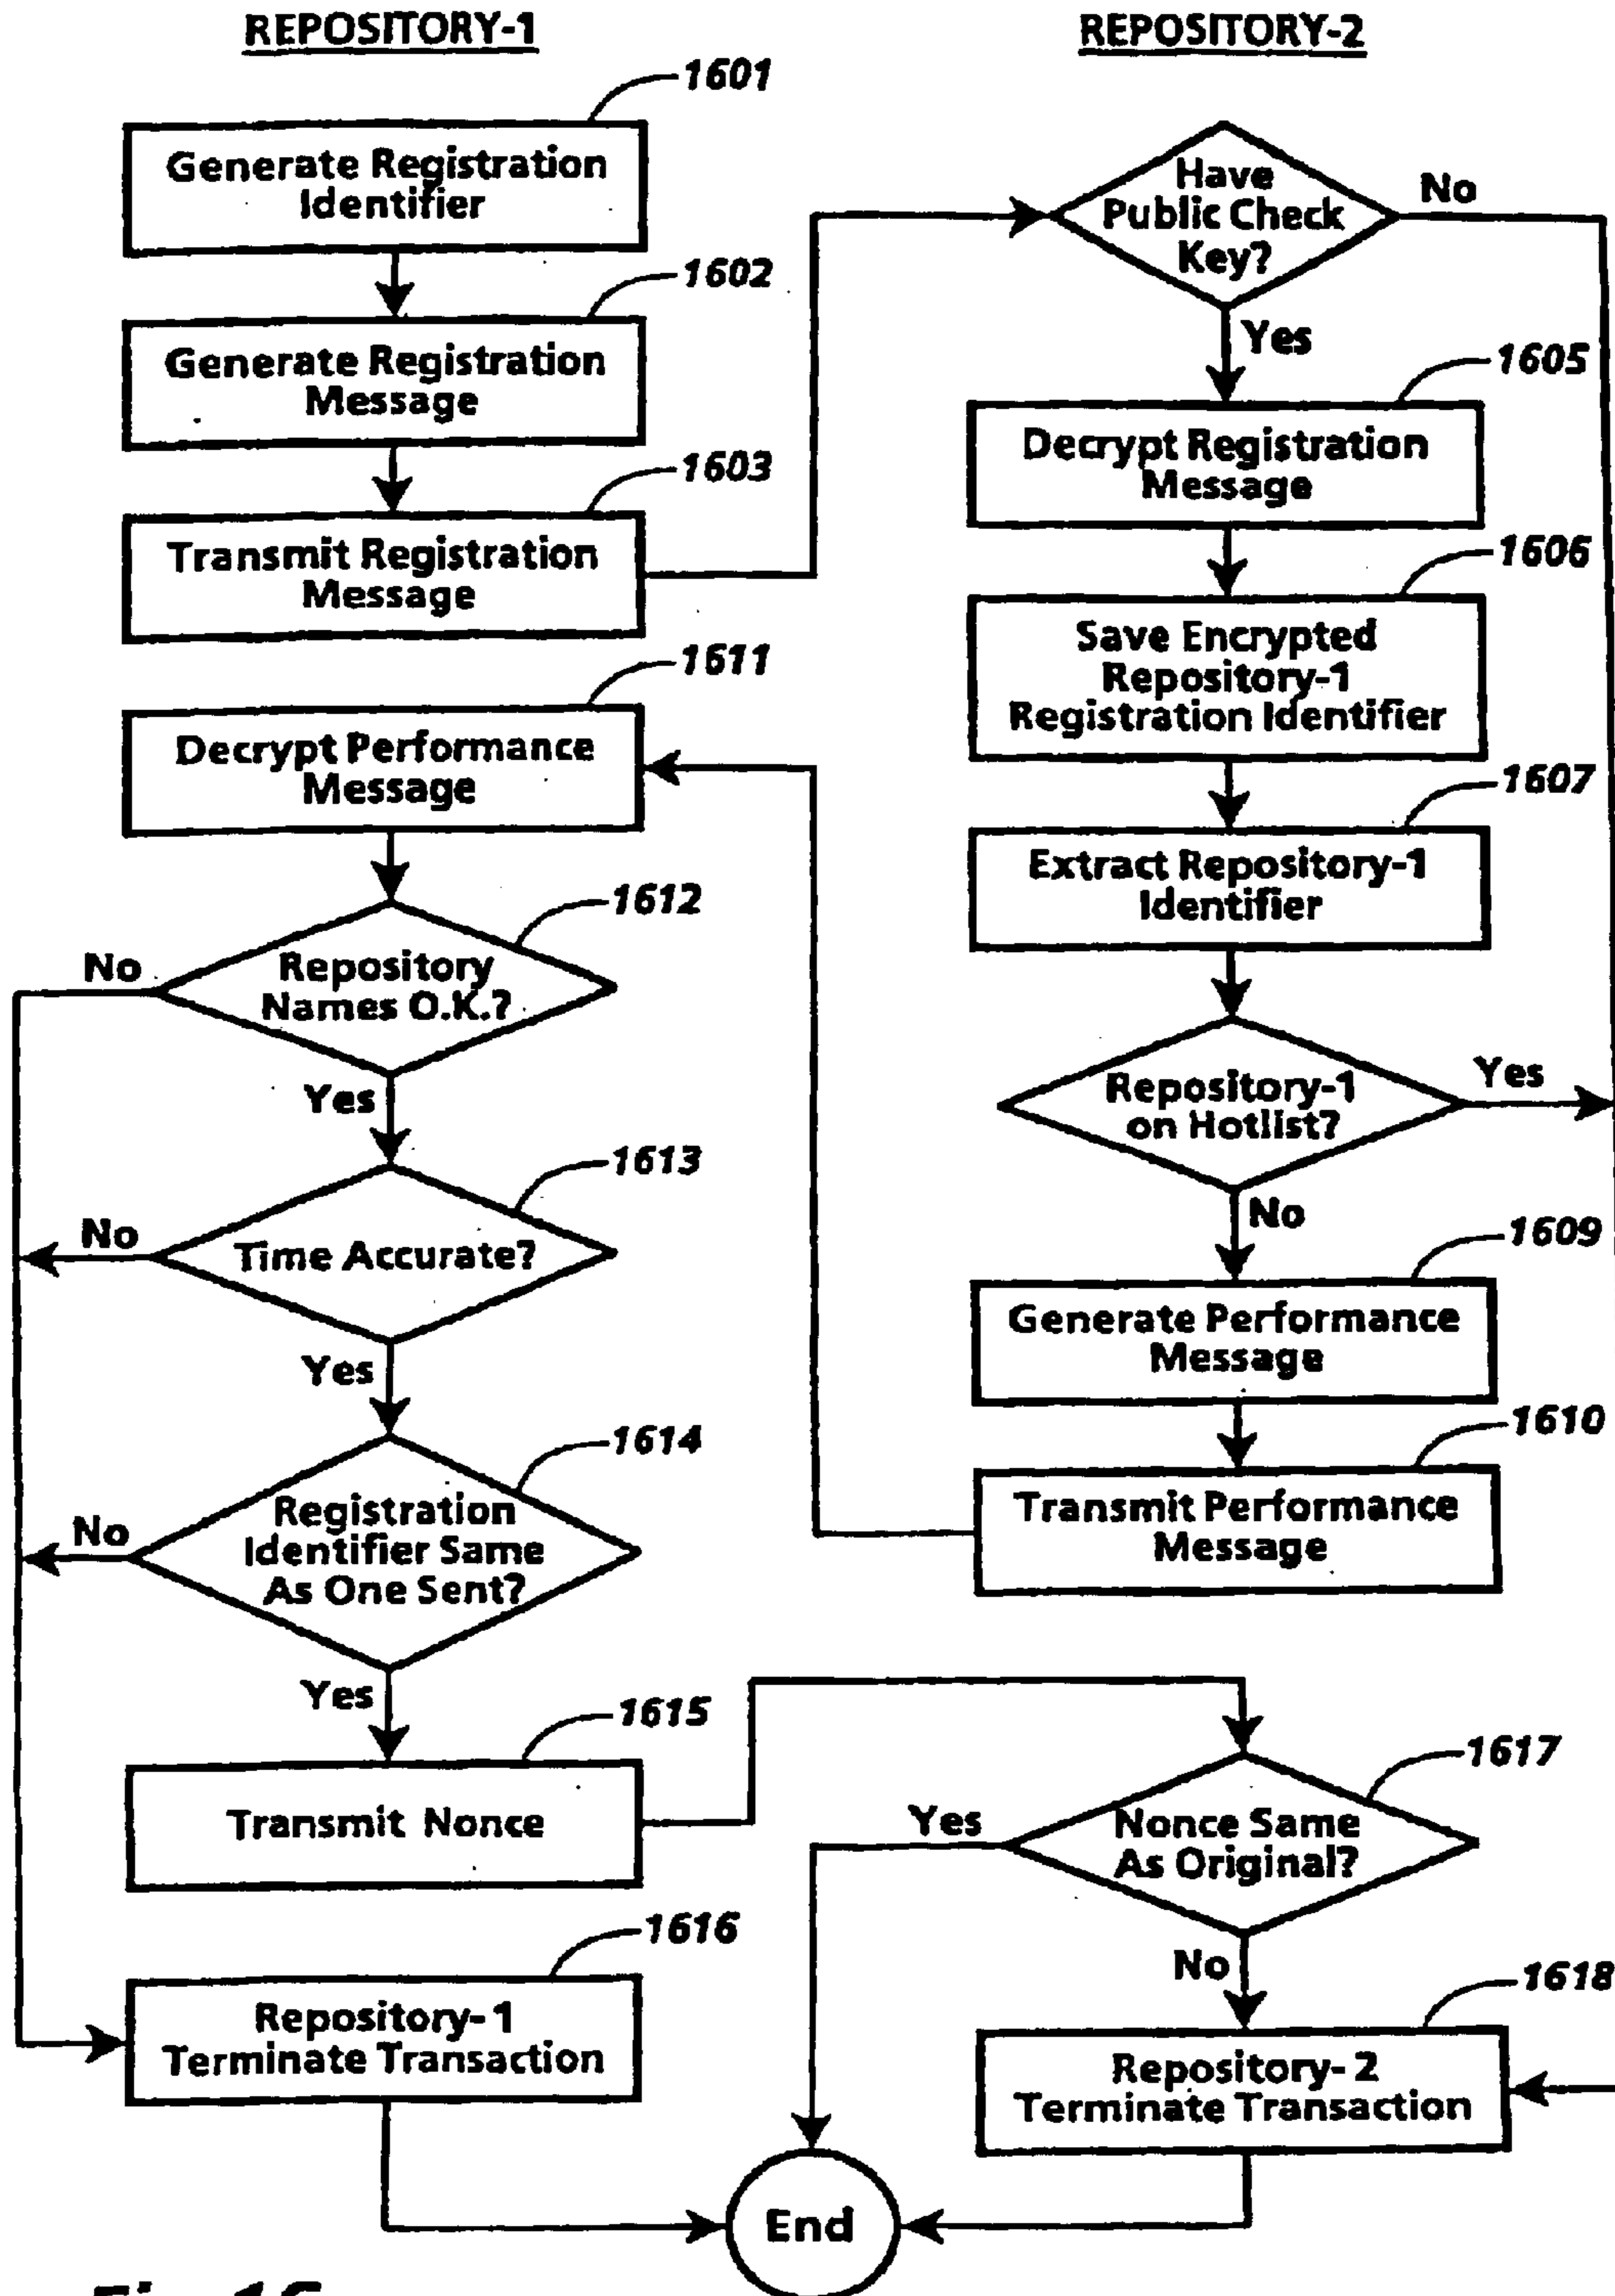 REPOSITORY-1
1601
Generate Registration
Identifier
1602
Generate Registration
Message
1603
Transmit Registration
Message
1611
Decrypt Performance
Message
1612
Repository
Names O.K.?
No
Yes
1613
Time Accurate?
No
Yes
1614
Registration
Identifier Same
As One Sent?
No
Yes
1615
Transmit Nonce
1616
Repository-1
Terminate Transaction
REPOSITORY-2
Have
Public Check
Key?
No
Yes
1605
Decrypt Registration
Message
1606
Save Encrypted
Repository-1
Registration Identifier
1607
Extract Repository-1
Identifier
Repository-1
on Hotlist?
Yes
No
1609
Generate Performance
Message
1610
Transmit Performance
Message
1617
Nonce Same
As Original?
Yes
No
1618
Repository-2
Terminate Transaction
End